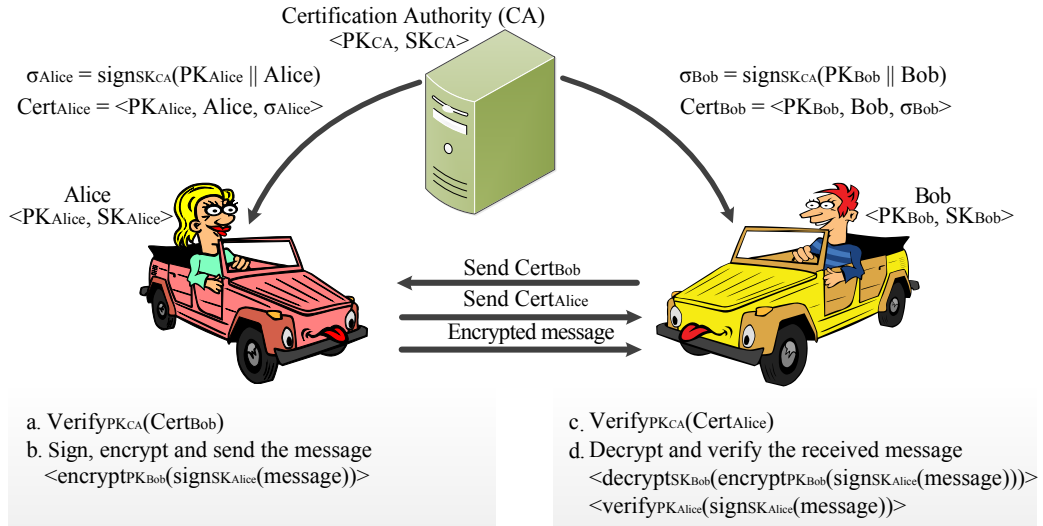 Certification Authority (CA)
<PKCA, SKCA>
σAlice = signSKCA(PKAlice || Alice)
CertAlice = <PKAlice, Alice, σAlice>
σBob = signSKCA(PKBob || Bob)
CertBob = <PKBob, Bob, σBob>
Alice
<PKAlice, SKAlice>
Bob
<PKBob, SKBob>
Send CertBob
Send CertAlice
Encrypted message
a. VerifyPKCA(CertBob)
b. Sign, encrypt and send the message
<encryptPKBob(signSKAlice(message))>
c. VerifyPKCA(CertAlice)
d. Decrypt and verify the received message
<decryptSKBob(encryptPKBob(signSKAlice(message)))>
<verifyPKAlice(signSKAlice(message))>